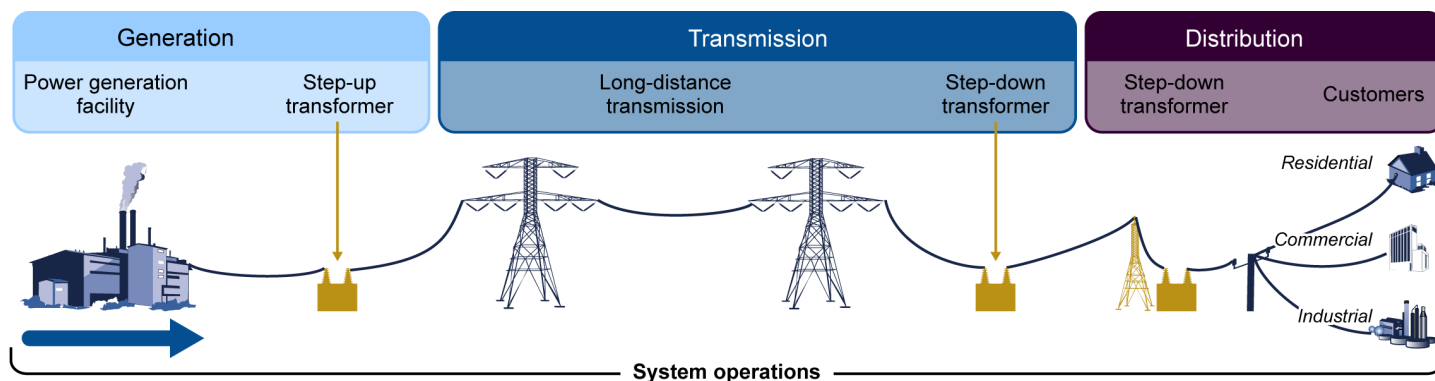 Generation
Transmission
Distribution
Power generation
facility
Step-up
transformer
Long-distance
transmission
Step-down
transformer
Step-down
transformer
Customers
Residential
Commercial
Industrial
System operations